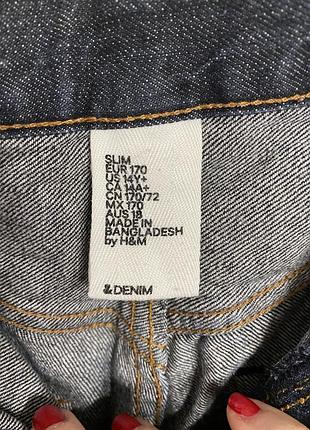 SLIM
EUR 170
US 14Y+
CA 14A+
CN 170/72
MX 170
AUS 18
MADE IN
BANGLADESH
by H&M
&DENIM